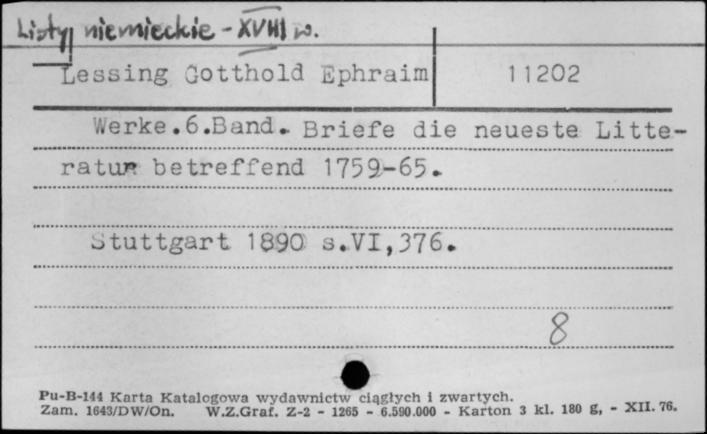 Listy niemieckie - XVIII w.
Lessing Gotthold Ephraim 11202
Werke.6.Band. Briefe die neueste Litte-
ratur betreffend 1759-65.
Stuttgart 1890 s.VI,376.
8
Pu-B-144 Karta Katalogowa wydawnictw ciągłych i zwartych.
Zam. 1643/DW/On. W.Z.Graf. Z-2 - 1265 - 6.590.000 - Karton 3 kl. 180 g, - XII. 76.